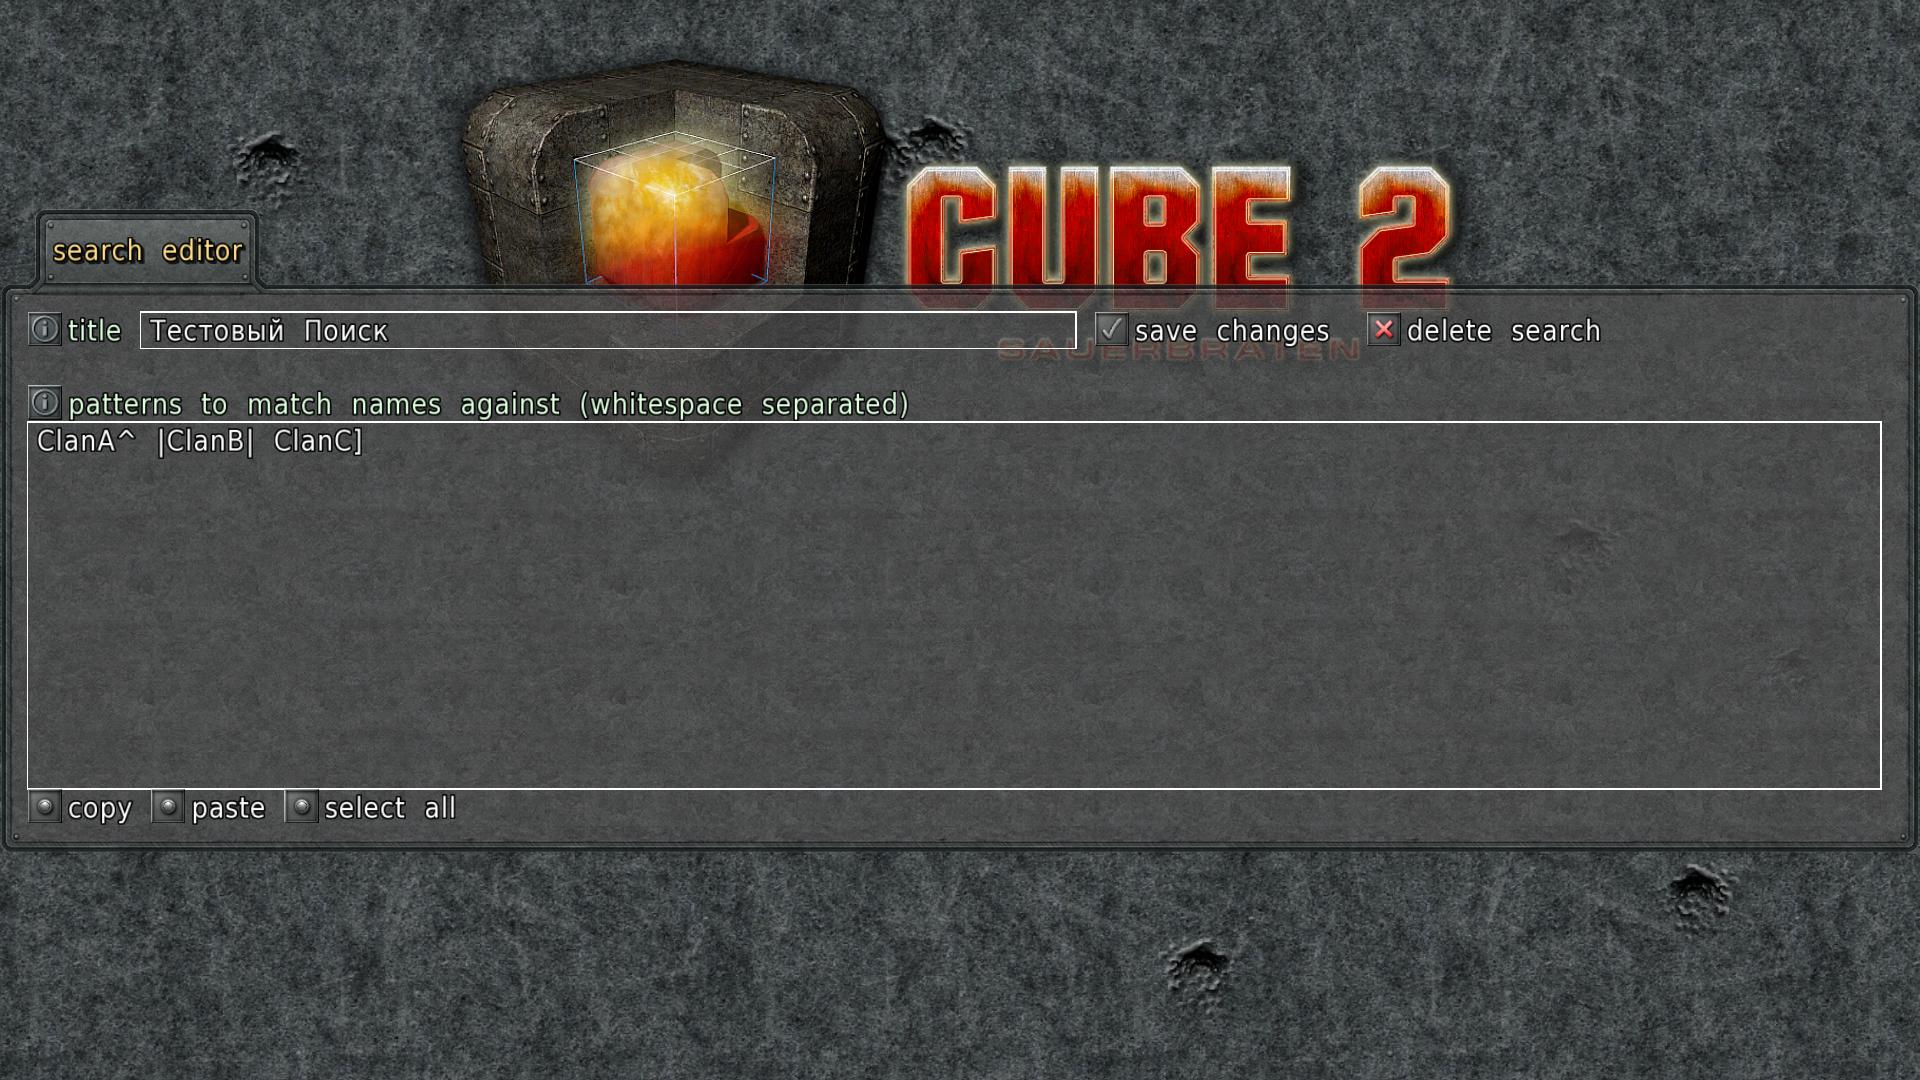 CUBE 2
search editor
title Тестовый Поиск save changes delete search
SAUERBRATEN
patterns to match names against (whitespace separated)
ClanA^ |ClanB| ClanC]
copy paste select all